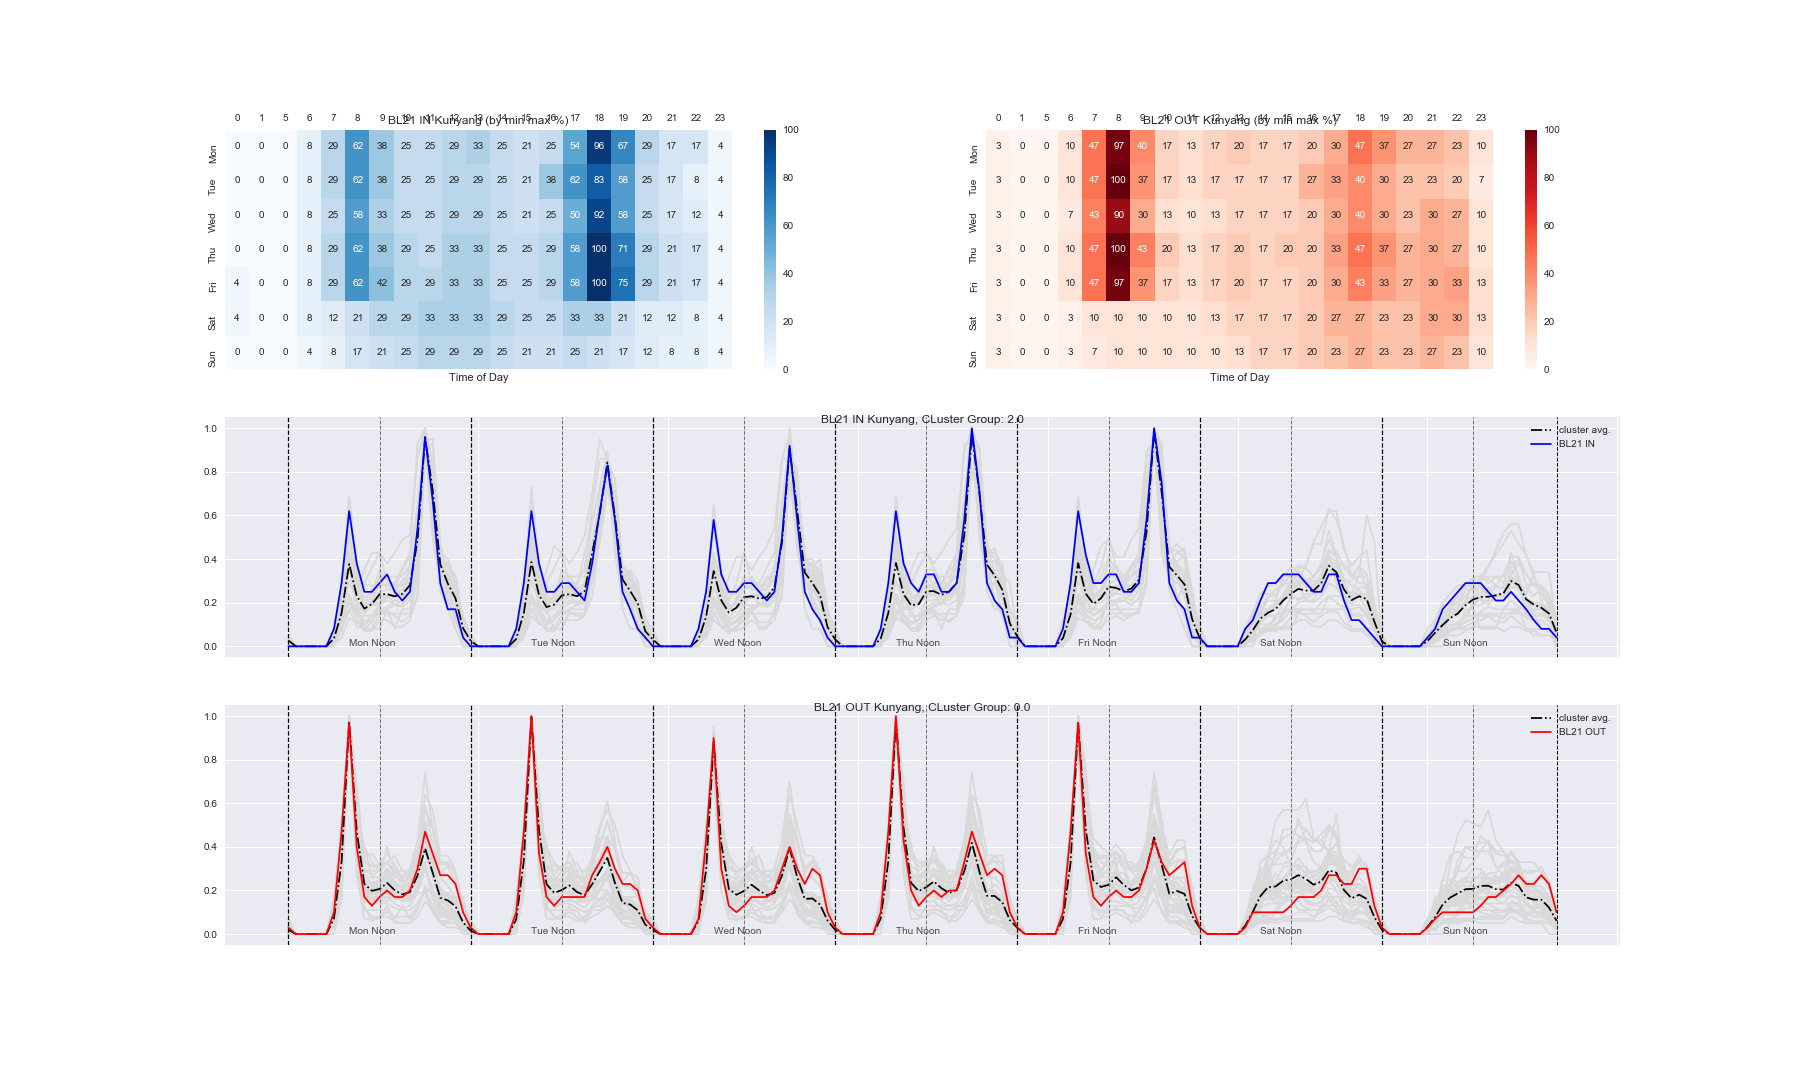 BL21 IN Kunyang (by min max %)
0 1 5 6 7 8 9 10 11 12 13 14 15 16 17 18 19 20 21 22 23
Mon 0 0 0 8 29 62 38 25 25 29 33 25 21 25 54 96 67 29 17 17 4
Tue 0 0 0 8 29 62 38 25 25 29 29 25 21 38 62 83 58 25 17 8 4
Wed 0 0 0 8 25 58 33 25 25 29 29 25 21 25 50 92 58 25 17 12 4
Thu 0 0 0 8 29 62 38 29 25 33 33 25 25 29 58 100 71 29 21 17 4
Fri 4 0 0 8 29 62 42 29 29 33 33 25 25 29 58 100 75 29 21 17 4
Sat 4 0 0 8 12 21 29 29 33 33 33 29 25 25 33 33 21 12 12 8 4
Sun 0 0 0 4 8 17 21 25 29 29 29 25 21 21 25 21 17 12 8 8 4
Time of Day
100
80
60
40
20
0
BL21 OUT Kunyang (by min max %)
0 1 5 6 7 8 9 10 11 12 13 14 15 16 17 18 19 20 21 22 23
Mon 3 0 0 10 47 97 40 17 13 17 20 17 17 20 30 47 37 27 27 23 10
Tue 3 0 0 10 47 100 37 17 13 17 17 17 17 27 33 40 30 23 23 20 7
Wed 3 0 0 7 43 90 30 13 10 13 17 17 17 20 30 40 30 23 30 27 10
Thu 3 0 0 10 47 100 43 20 13 17 20 17 20 20 33 47 37 27 30 27 10
Fri 3 0 0 10 47 97 37 17 13 17 20 17 17 20 30 43 33 27 30 33 13
Sat 3 0 0 3 10 10 10 10 10 13 17 17 17 20 27 27 23 23 30 30 13
Sun 3 0 0 3 7 10 10 10 10 10 13 17 17 20 23 27 23 23 27 23 10
Time of Day
100
80
60
40
20
0
BL21 IN Kunyang, CLuster Group: 2.0
1.0
0.8
0.6
0.4
0.2
0.0
cluster avg.
BL21 IN
Mon Noon Tue Noon Wed Noon Thu Noon Fri Noon Sat Noon Sun Noon
BL21 OUT Kunyang, CLuster Group: 0.0
1.0
0.8
0.6
0.4
0.2
0.0
cluster avg.
BL21 OUT
Mon Noon Tue Noon Wed Noon Thu Noon Fri Noon Sat Noon Sun Noon